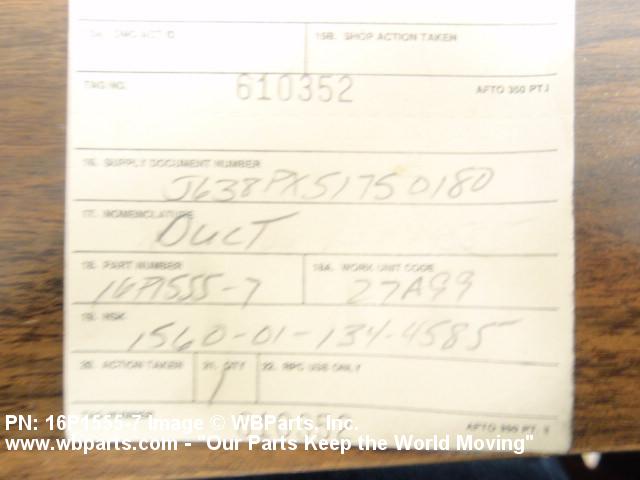 15B. SHOP ACTION TAKEN
TAG NO. 610352 AFTO 350 PT I
16. SUPPLY DOCUMENT NUMBER
J638PX51750180
17. NOMENCLATURE
DUCT
18. PART NUMBER 18A. WORK UNIT CODE
16P1555-7 27A99
19. NSN
1560-01-134-4585
20. ACTION TAKEN 21. QTY 22. RPC USE ONLY
1
PN: 16P1555-7 Image © WBParts, Inc.
AFTO 350 PT. I
www.wbparts.com - "Our Parts Keep the World Moving"